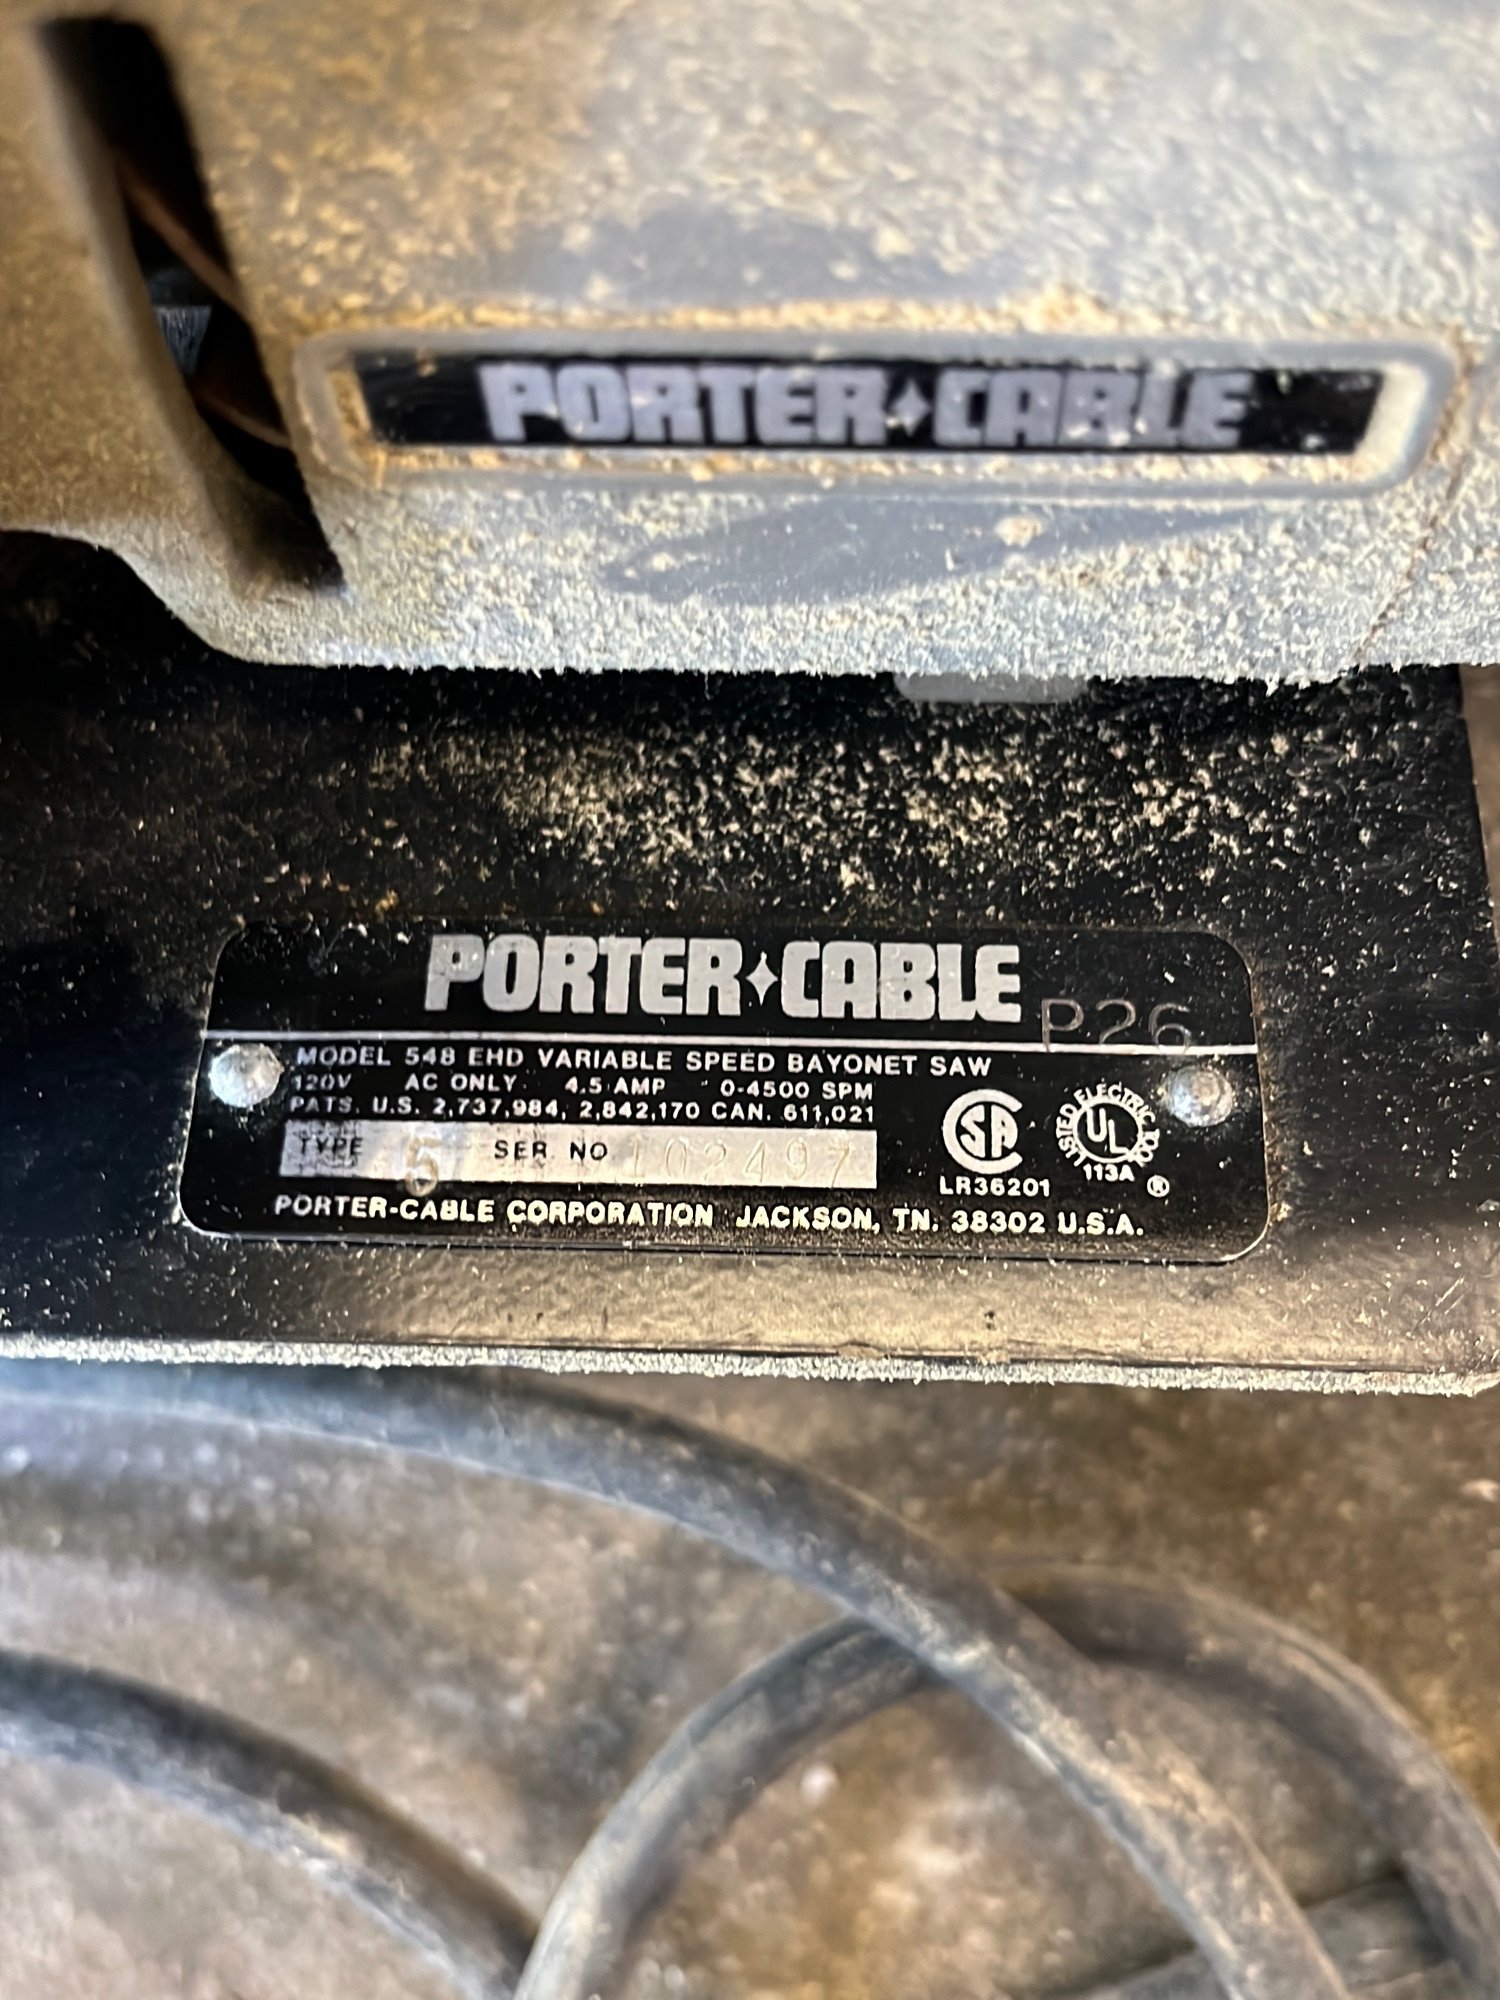 PORTER✦CABLE
PORTER✦CABLE P26
MODEL 548 EHD VARIABLE SPEED BAYONET SAW
120V AC ONLY 4.5 AMP 0-4500 SPM
PATS. U.S. 2,737,984, 2,842,170 CAN. 611,021
TYPE 5 SER. NO 102497
SA
LR36201
LISTED ELECTRIC TOOL
UL
113A ®
PORTER-CABLE CORPORATION JACKSON, TN. 38302 U.S.A.